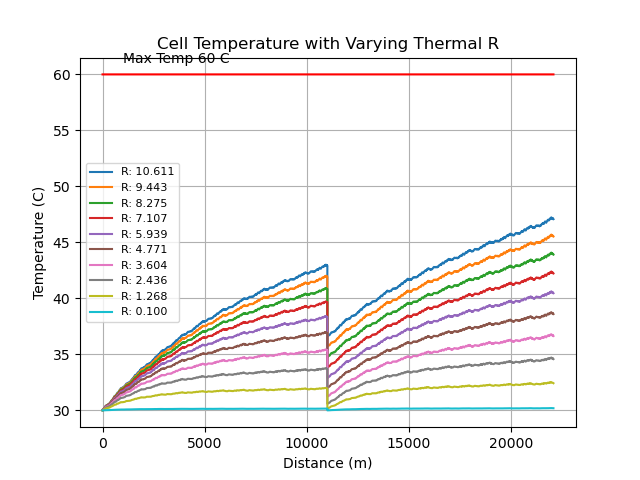 Cell Temperature with Varying Thermal R
Max Temp 60 C
60
55
50
45
40
35
30
Temperature (C)
R: 10.611
R: 9.443
R: 8.275
R: 7.107
R: 5.939
R: 4.771
R: 3.604
R: 2.436
R: 1.268
R: 0.100
0 5000 10000 15000 20000
Distance (m)